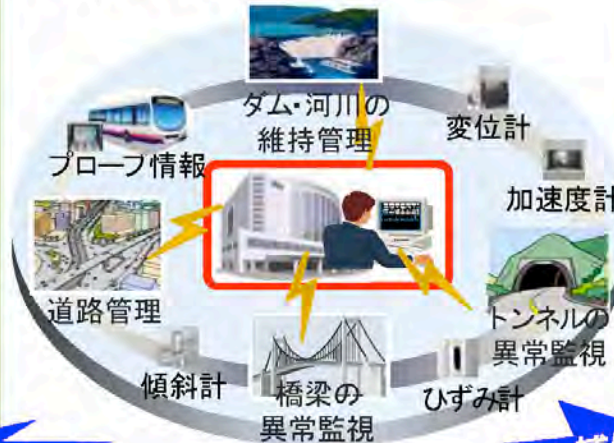 ダム・河川の
維持管理
変位計
プローブ情報
加速度計
道路管理
トンネルの
異常監視
傾斜計
橋梁の
異常監視
ひずみ計